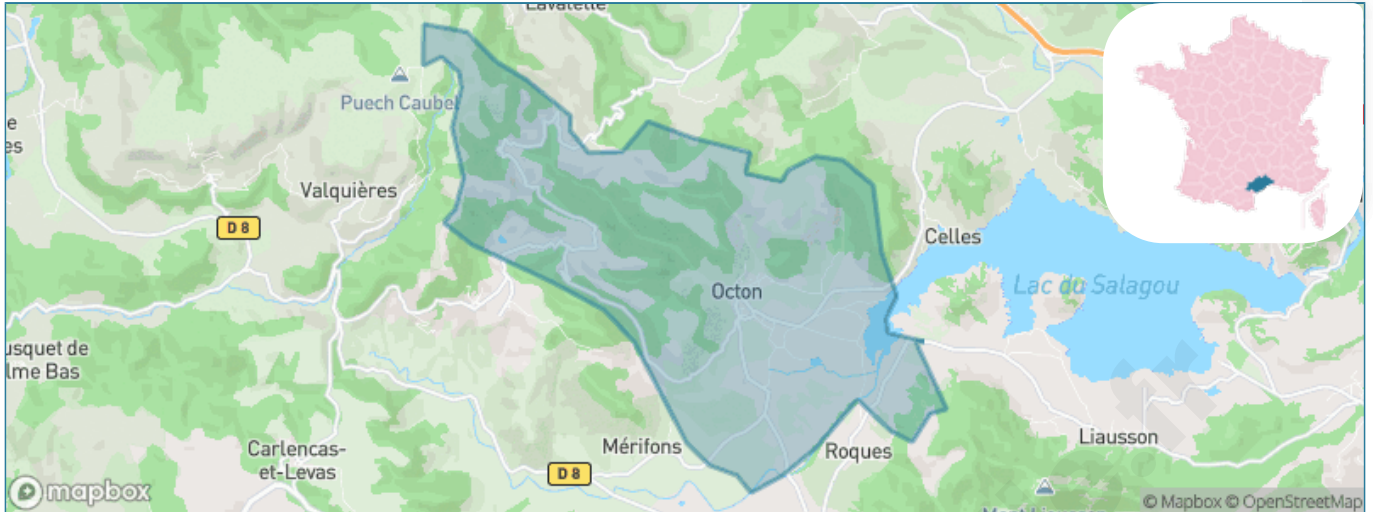 Puech Caubel
Valquières
D 8
Celles
Lac du Salagou
Octon
usquet de
lme Bas
Carlencas-
et-Levas
Mérifons
D 8
Roques
Liausson
mapbox
© Mapbox © OpenStreetMap